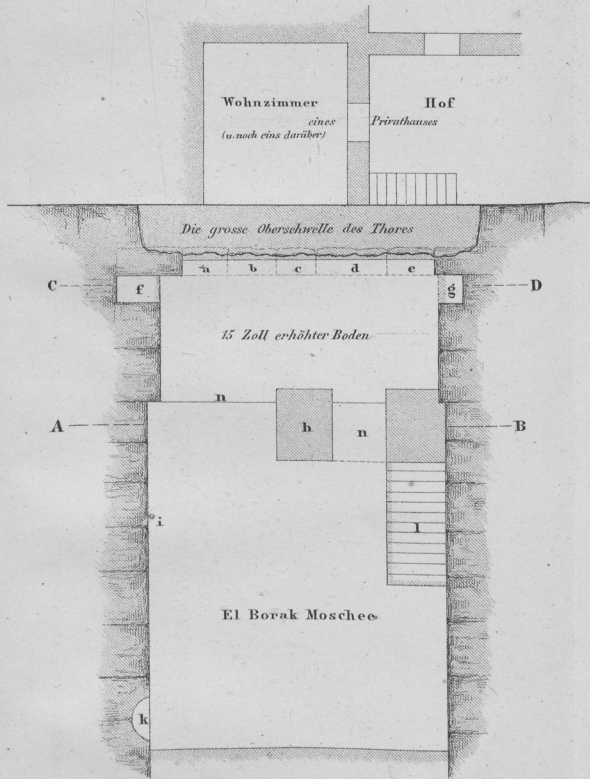 Wohnzimmer
Hof
eines Privathauses
(u. noch eins darüber)
Die grosse Oberschwelle des Thores
a b c d e
C f g D
15 Zoll erhöhter Boden
n
A h n B
i
l
El Borak Moschee
k